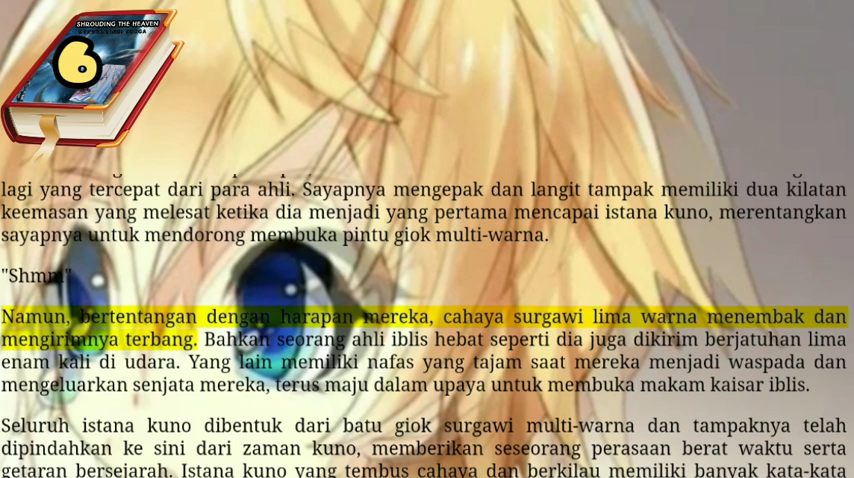 SHROUDING THE HEAVEN
6
lagi yang tercepat dari para ahli. Sayapnya mengepak dan langit tampak memiliki dua kilatan
keemasan yang melesat ketika dia menjadi yang pertama mencapai istana kuno, merentangkan
sayapnya untuk mendorong membuka pintu giok multi-warna.
"Shmm"
Namun, bertentangan dengan harapan mereka, cahaya surgawi lima warna menembak dan
mengirimnya terbang. Bahkan seorang ahli iblis hebat seperti dia juga dikirim berjatuhan lima
enam kali di udara. Yang lain memiliki nafas yang tajam saat mereka menjadi waspada dan
mengeluarkan senjata mereka, terus maju dalam upaya untuk membuka makam kaisar iblis.
Seluruh istana kuno dibentuk dari batu giok surgawi multi-warna dan tampaknya telah
dipindahkan ke sini dari zaman kuno, memberikan seseorang perasaan berat waktu serta
getaran bersejarah. Istana kuno yang tembus cahaya dan berkilau memiliki banyak kata-kata